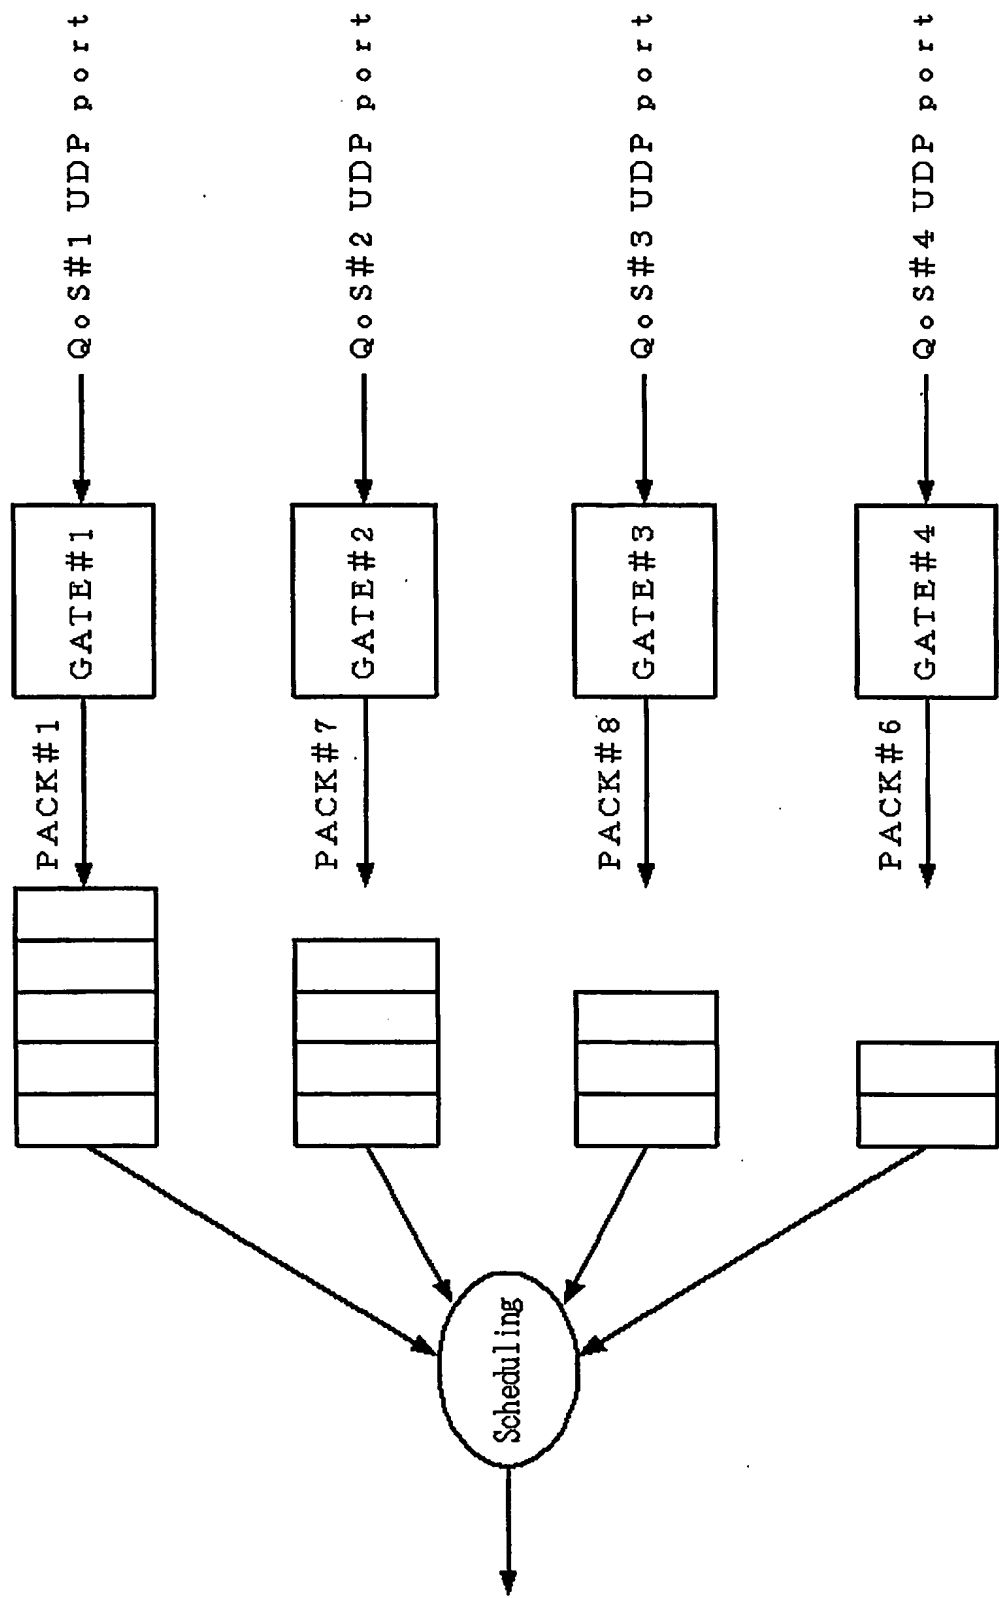 QoS#1 UDP port
QoS#2 UDP port
QoS#3 UDP port
QoS#4 UDP port
GATE#1
GATE#2
GATE#3
GATE#4
PACK#1
PACK#7
PACK#8
PACK#6
Scheduling